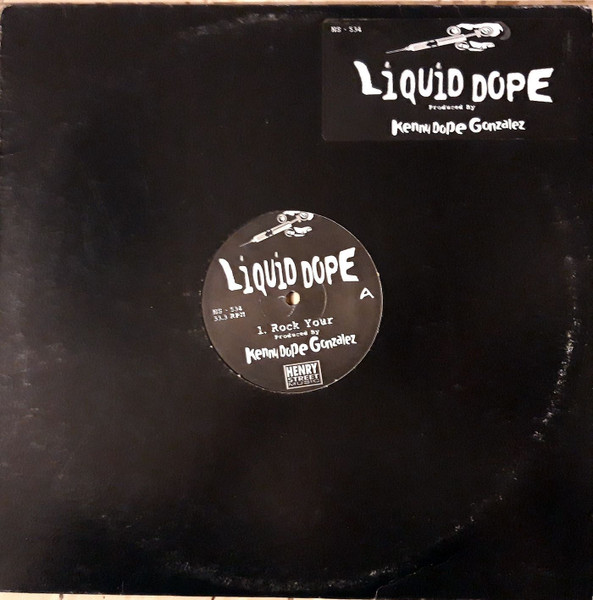 HS - 534
LiQUiD DOPE
Produced By
Kenny Dope Gonzalez
LiQUiD DOPE
A
HS - 534
33.3 RPM
1. Rock Your
Produced By
Kenny Dope Gonzalez
HENRY
STREET
MUSIC